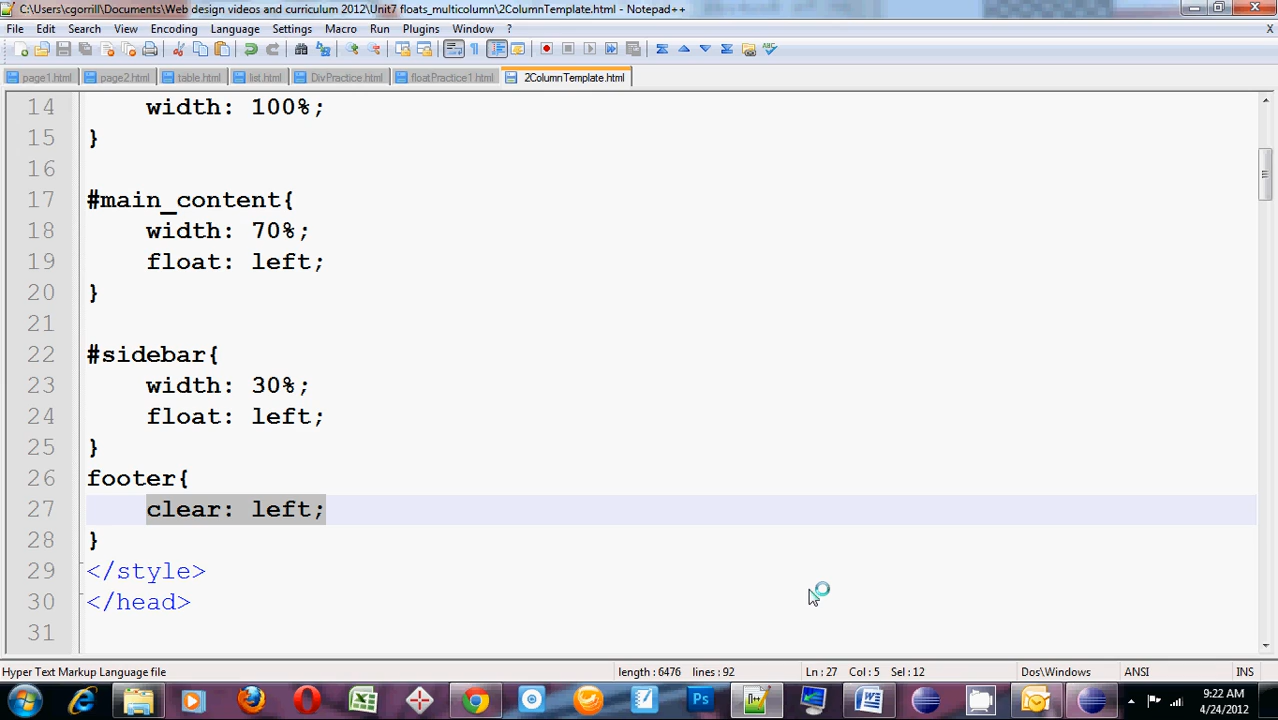 C:\Users\cgorrill\Documents\Web design videos and curriculum 2012\Unit7 floats_multicolumn\2ColumnTemplate.html - Notepad++
File Edit Search View Encoding Language Settings Macro Run Plugins Window ? X
page1.html page2.html table.html list.html DivPractice.html floatPractice1.html 2ColumnTemplate.html
14 width: 100%;
15 }
16
17 #main_content{
18 width: 70%;
19 float: left;
20 }
21
22 #sidebar{
23 width: 30%;
24 float: left;
25 }
26 footer{
27 clear: left;
28 }
29 </style>
30 </head>
31
Hyper Text Markup Language file length : 6476 lines : 92 Ln : 27 Col : 5 Sel : 12 Dos\Windows ANSI INS
9:22 AM
4/24/2012